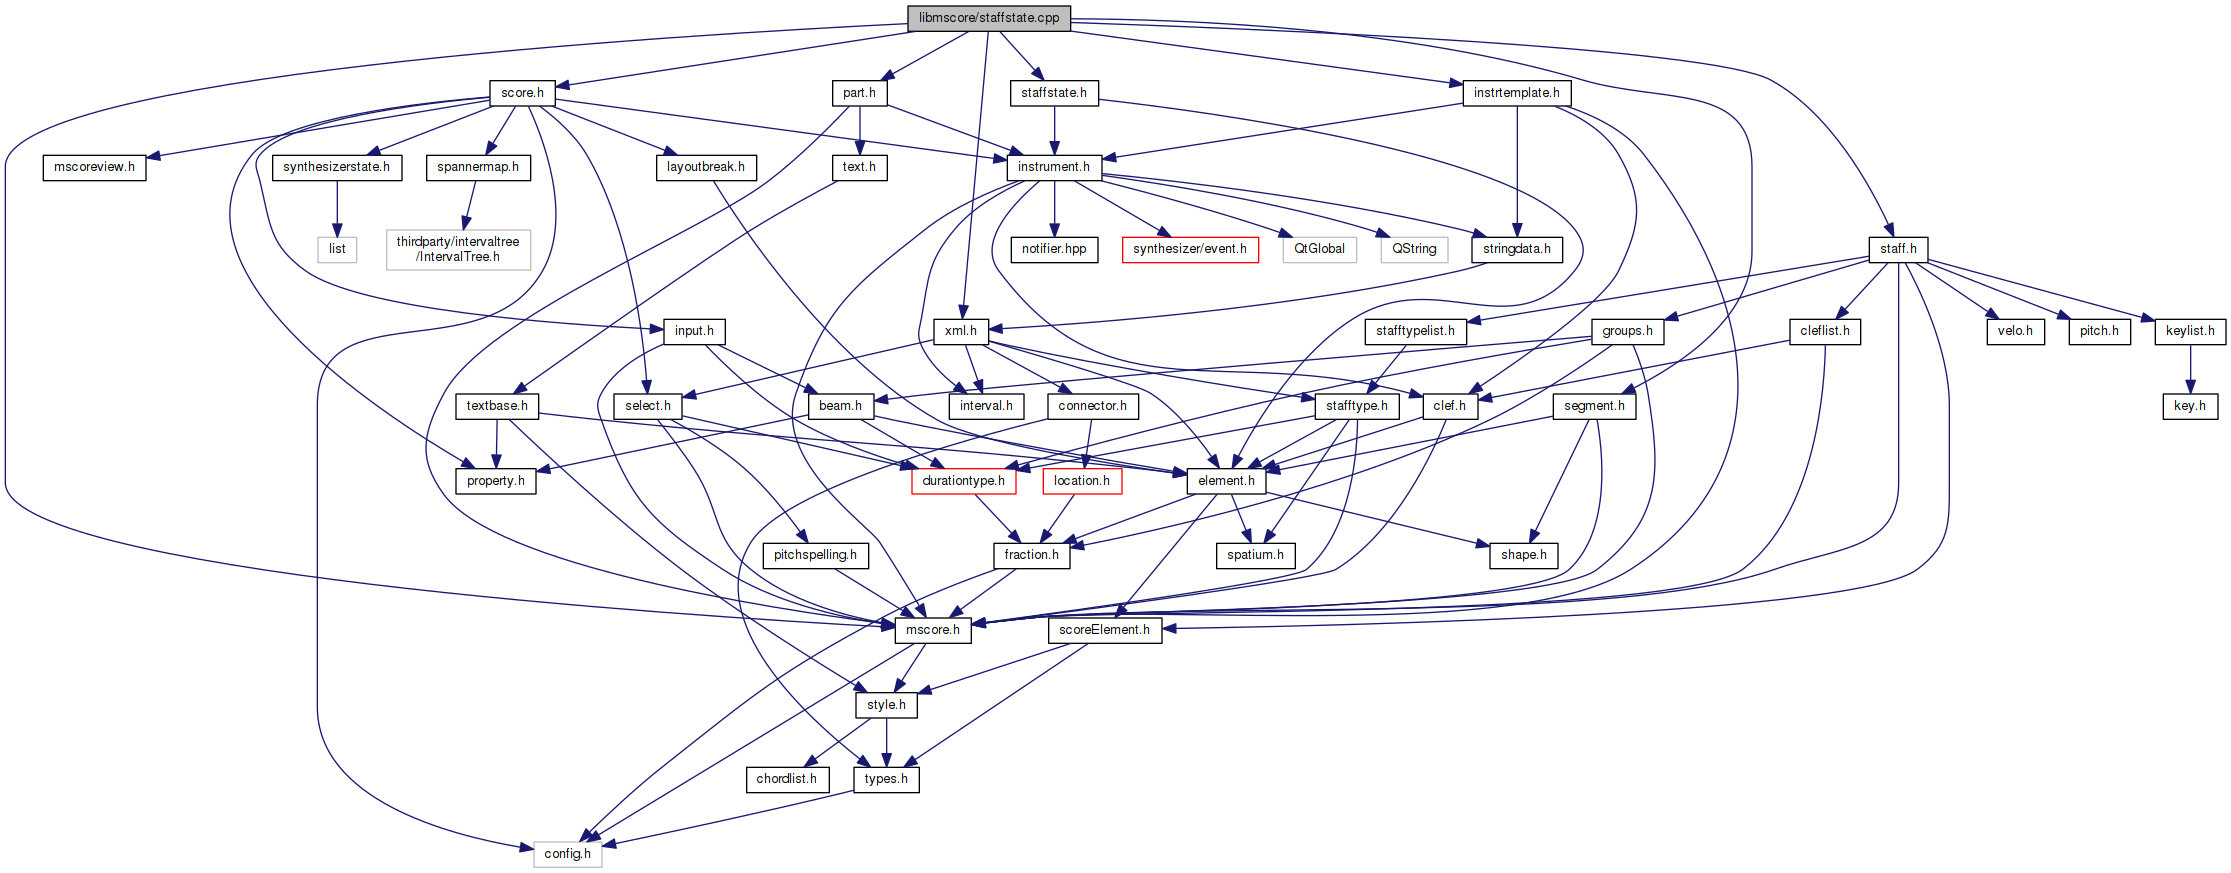 libmscore/staffstate.cpp
score.h
part.h
staffstate.h
instrtemplate.h
mscoreview.h
synthesizerstate.h
spannermap.h
layoutbreak.h
text.h
instrument.h
list
thirdparty/intervaltree
/IntervalTree.h
notifier.hpp
synthesizer/event.h
QtGlobal
QString
stringdata.h
staff.h
input.h
xml.h
stafftypelist.h
groups.h
cleflist.h
velo.h
pitch.h
keylist.h
textbase.h
select.h
beam.h
interval.h
connector.h
stafftype.h
clef.h
segment.h
key.h
property.h
durationtype.h
location.h
element.h
pitchspelling.h
fraction.h
spatium.h
shape.h
mscore.h
scoreElement.h
style.h
chordlist.h
types.h
config.h